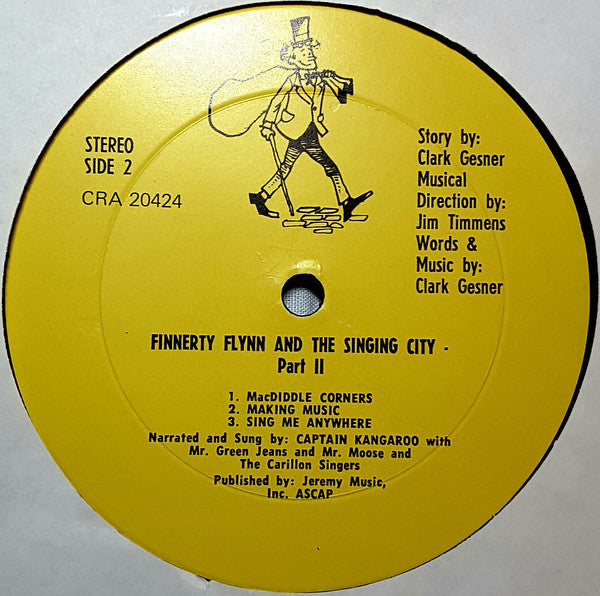 STEREO
SIDE 2
CRA 20424
Story by:
Clark Gesner
Musical
Direction by:
Jim Timmens
Words &
Music by:
Clark Gesner
FINNERTY FLYNN AND THE SINGING CITY -
Part II
1. MacDIDDLE CORNERS
2. MAKING MUSIC
3. SING ME ANYWHERE
Narrated and Sung by: CAPTAIN KANGAROO with
Mr. Green Jeans and Mr. Moose and
The Carillon Singers
Published by: Jeremy Music,
Inc. ASCAP